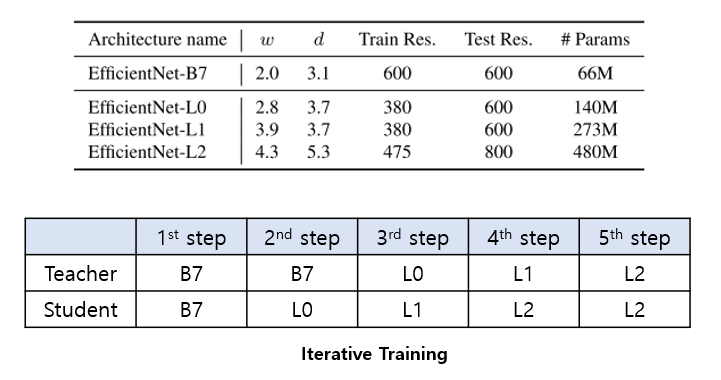 Architecture name w d Train Res. Test Res. # Params
EfficientNet-B7 2.0 3.1 600 600 66M
EfficientNet-L0 2.8 3.7 380 600 140M
EfficientNet-L1 3.9 3.7 380 600 273M
EfficientNet-L2 4.3 5.3 475 800 480M
1st step 2nd step 3rd step 4th step 5th step
Teacher B7 B7 L0 L1 L2
Student B7 L0 L1 L2 L2
Iterative Training